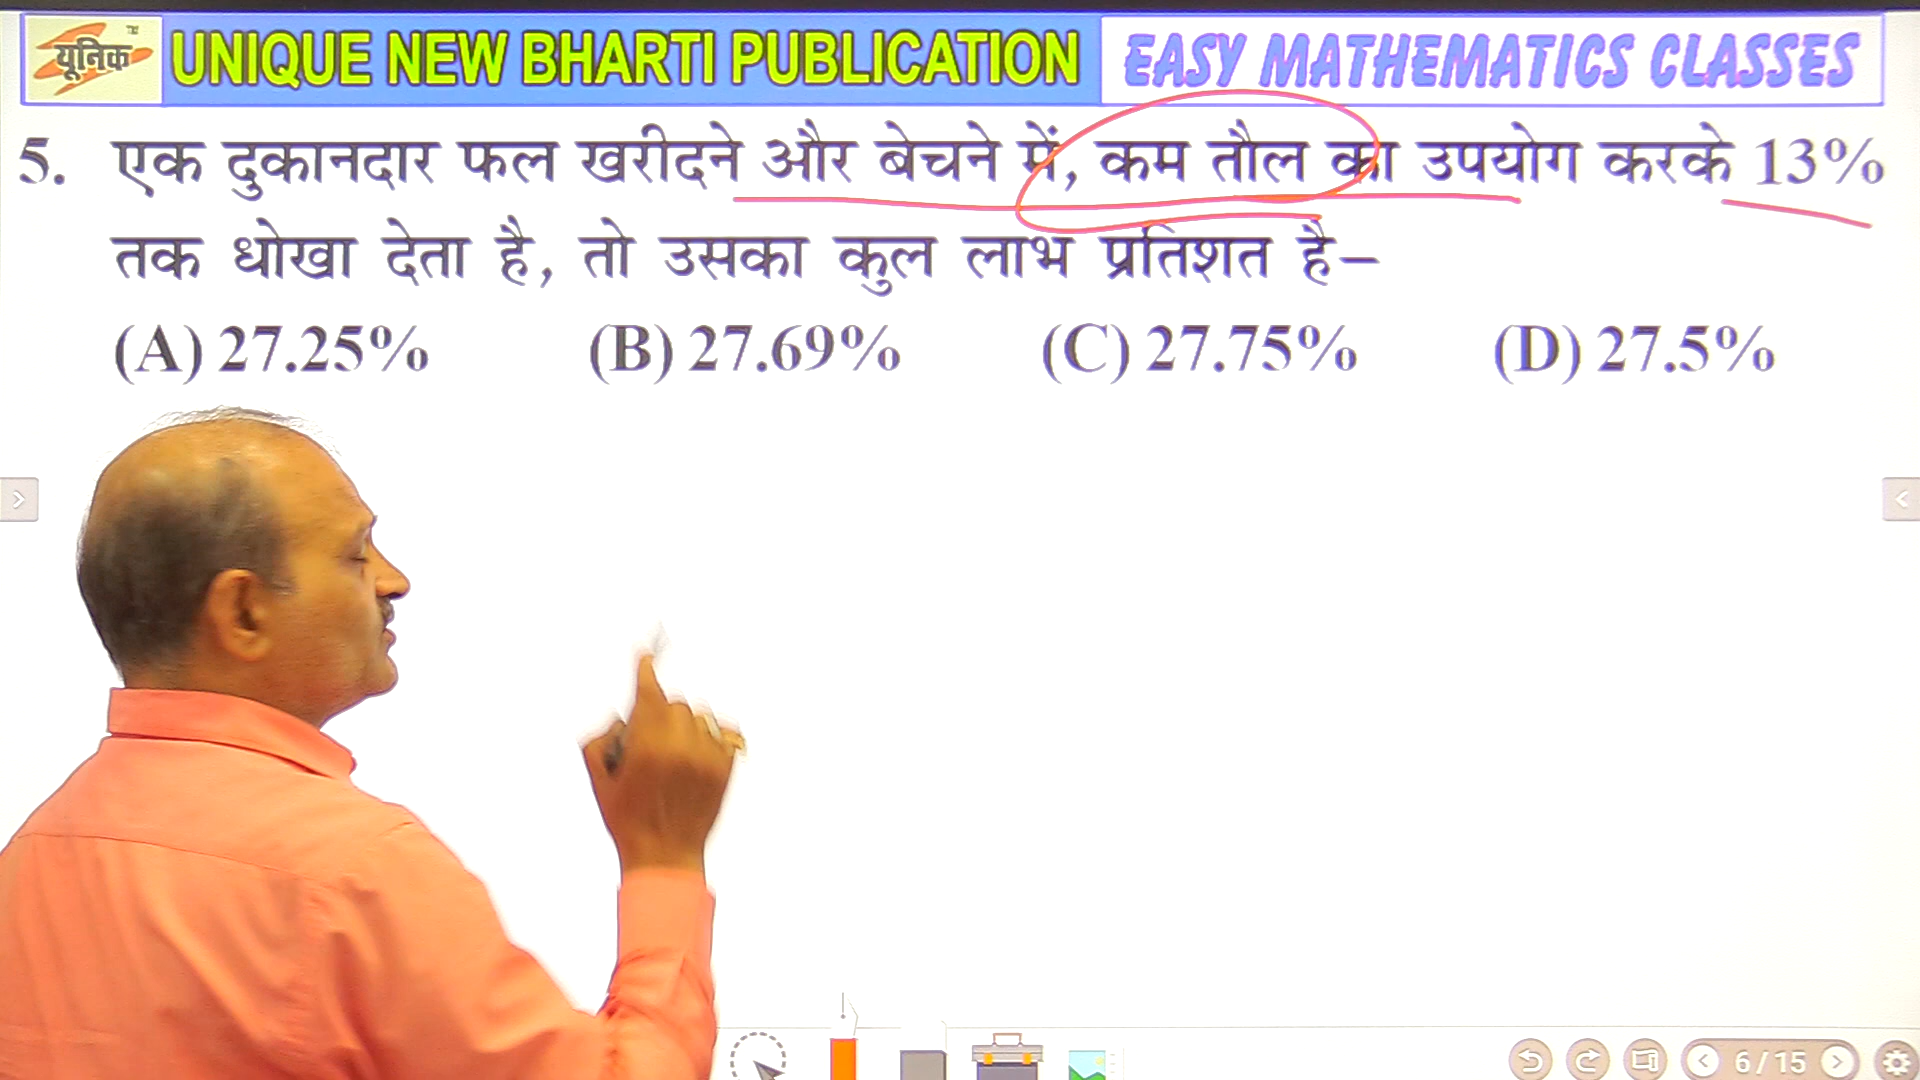 यूनिक TM UNIQUE NEW BHARTI PUBLICATION EASY MATHEMATICS CLASSES
5. एक दुकानदार फल खरीदने और बेचने में, कम तौल का उपयोग करके 13%
तक धोखा देता है, तो उसका कुल लाभ प्रतिशत है–
(A) 27.25% (B) 27.69% (C) 27.75% (D) 27.5%
6/15